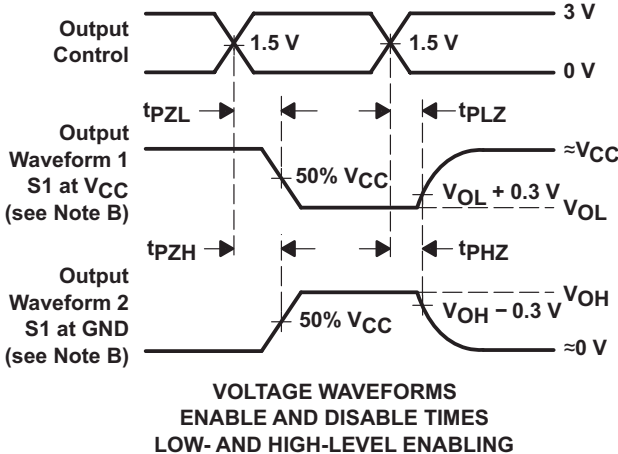 Output
Control
1.5 V
1.5 V
3 V
0 V
tPZL
tPLZ
Output
Waveform 1
S1 at VCC
(see Note B)
50% VCC
≈VCC
VOL + 0.3 V
VOL
tPZH
tPHZ
Output
Waveform 2
S1 at GND
(see Note B)
50% VCC
VOH
VOH − 0.3 V
≈0 V
VOLTAGE WAVEFORMS
ENABLE AND DISABLE TIMES
LOW- AND HIGH-LEVEL ENABLING